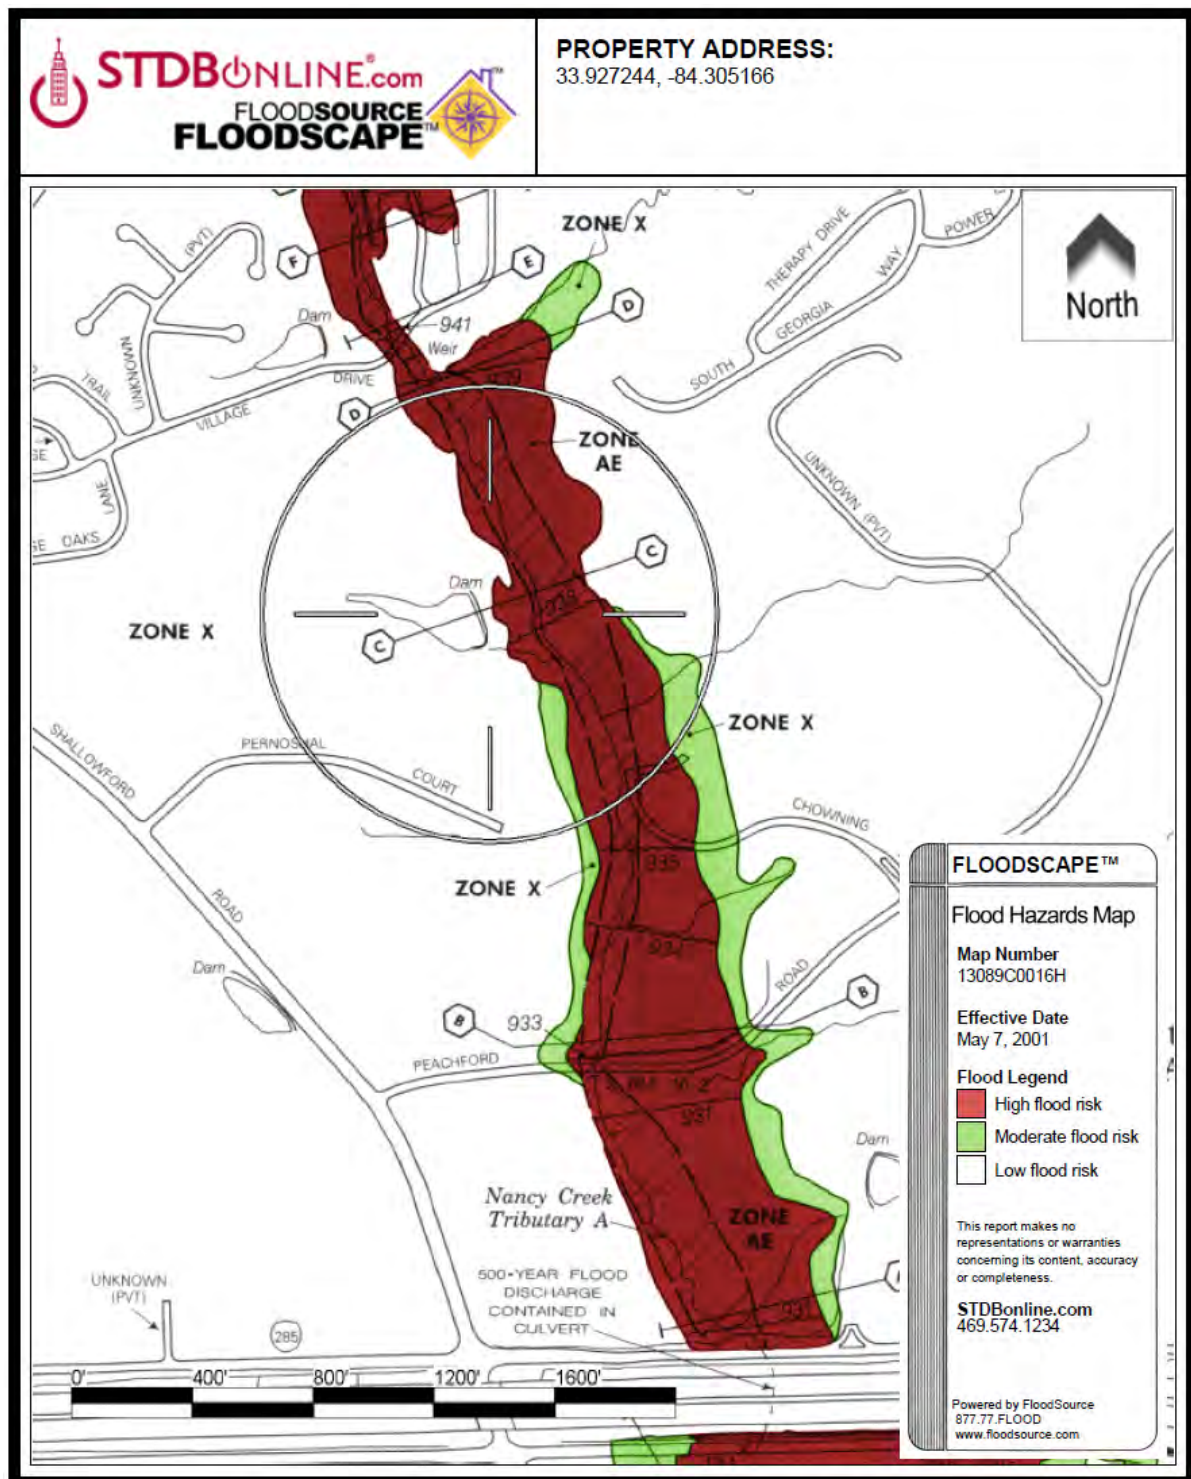 STDBONLINE®.com
FLOODSOURCE
FLOODSCAPE™
PROPERTY ADDRESS:
33.927244, -84.305166
ZONE X
North
(PVT)
F
E
D
THERAPY DRIVE
POWER
WAY
GEORGIA
SOUTH
Dam
941
Weir
UNKNOWN
TRAIL
DRIVE
VILLAGE
D
ZONE
AE
UNKNOWN (PVT)
LANE
OAKS
C
Dam
938
C
ZONE X
ZONE X
SHALLOWFORD
PERNOSHAL
COURT
CHOWNING
935
ZONE X
ROAD
Dam
ROAD
B
B
933
PEACHFORD
931
Dam
Nancy Creek
Tributary A
ZONE
AE
500-YEAR FLOOD
DISCHARGE
CONTAINED IN
CULVERT
UNKNOWN
(PVT)
285
0' 400' 800' 1200' 1600'
FLOODSCAPE™
Flood Hazards Map
Map Number
13089C0016H
Effective Date
May 7, 2001
Flood Legend
High flood risk
Moderate flood risk
Low flood risk
This report makes no
representations or warranties
concerning its content, accuracy
or completeness.
STDBonline.com
469.574.1234
Powered by FloodSource
877.77.FLOOD
www.floodsource.com